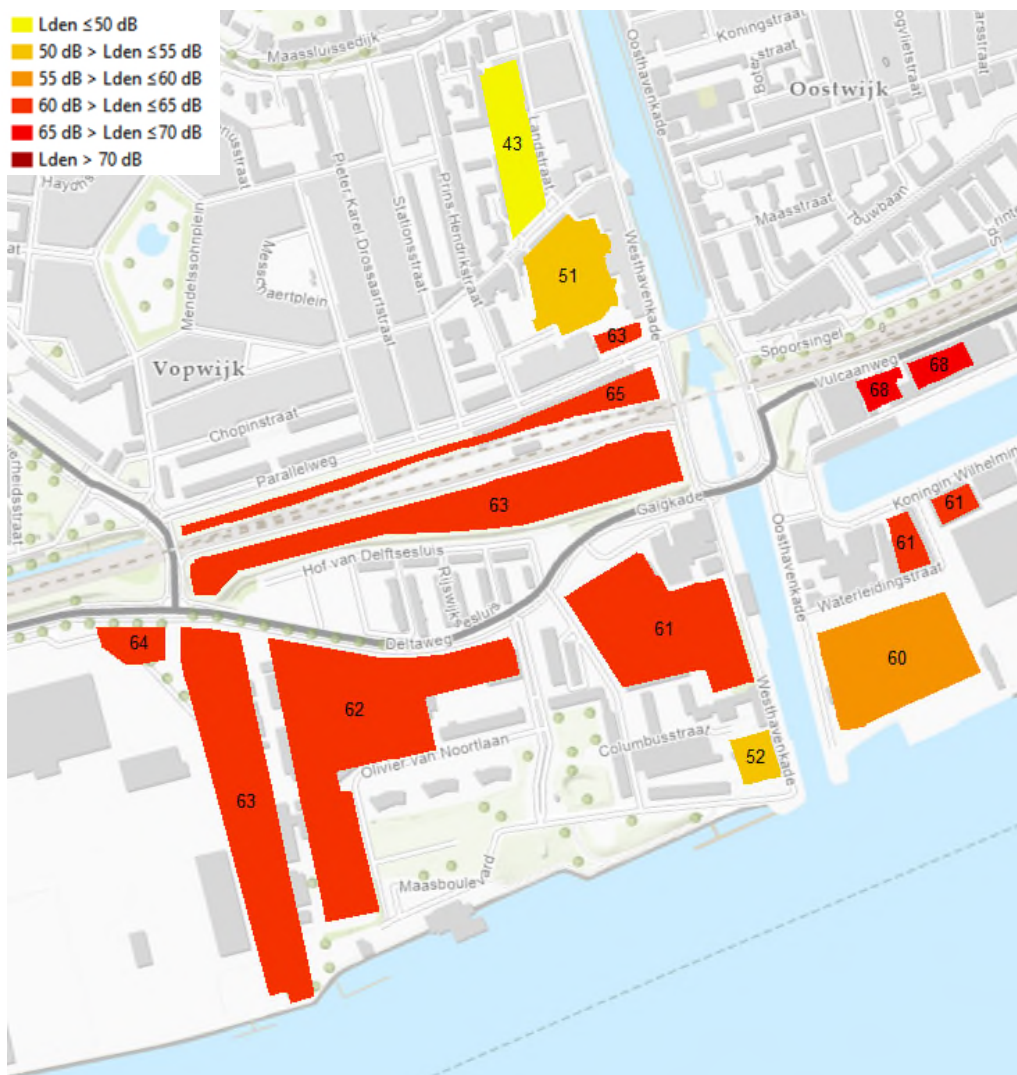 Lden ≤50 dB
50 dB > Lden ≤55 dB
55 dB > Lden ≤60 dB
60 dB > Lden ≤65 dB
65 dB > Lden ≤70 dB
Lden > 70 dB
Maassluissedijk
Koningstraat
Oosthavenkade
Oostwijk
43
Landstraat
Mendelssohnplein
Pieter Karel Drossaartstraat
Stationsstraat
Prins Hendrikstraat
Maasstraat
51
Westhavenkade
63
Spoorsingel
Vopwijk
Vulcaanweg
68
68
65
Chopinstraat
Parallelweg
63
Galgkade
Koningin Wilhelmin
61
61
Hof van Delftsesluis
Rijswijk
sesluis
Oosthavenkade
Waterleidingstraat
64
Deltaweg
61
60
62
Westhavenkade
Columbusstraat
Olivier van Noortlaan
52
63
Maasboulevard